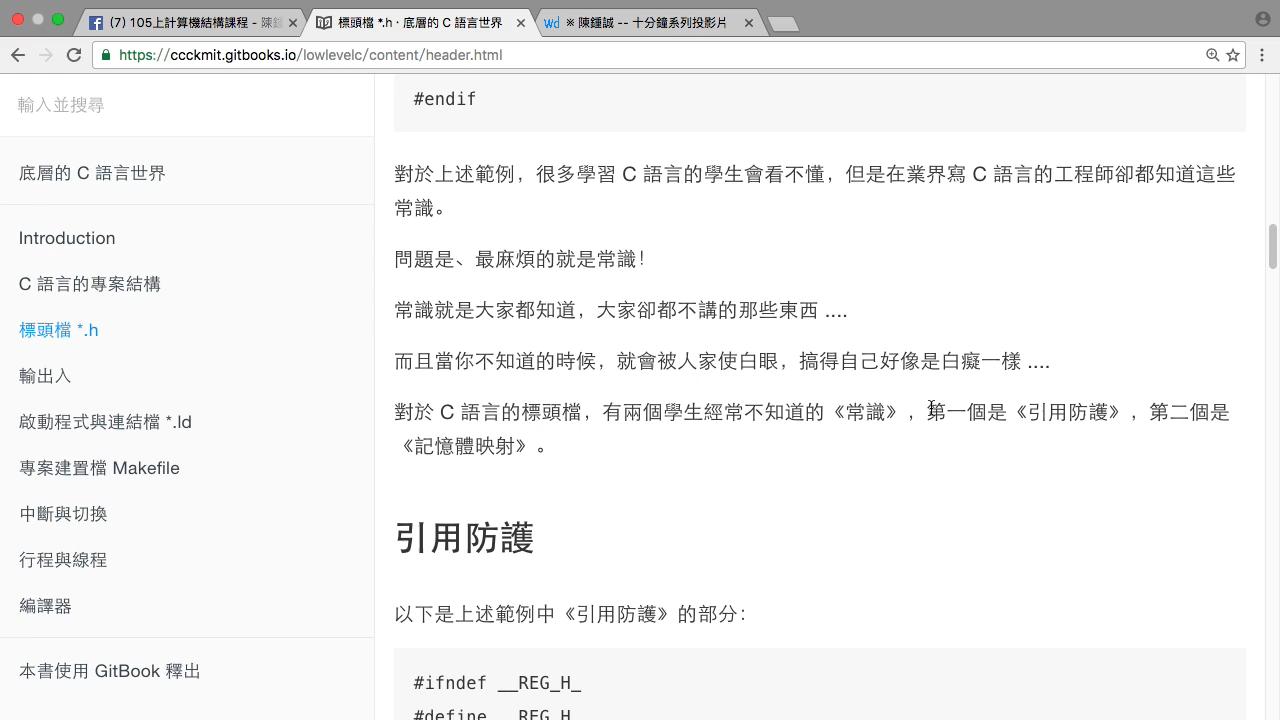 (7) 105上計算機結構課程 - 陳鍾
標頭檔 *.h · 底層的 C 語言世界
Wd ※ 陳鍾誠 -- 十分鐘系列投影片
https://ccckmit.gitbooks.io/lowlevelc/content/header.html
輸入並搜尋
底層的 C 語言世界
Introduction
C 語言的專案結構
標頭檔 *.h
輸出入
啟動程式與連結檔 *.ld
專案建置檔 Makefile
中斷與切換
行程與線程
編譯器
本書使用 GitBook 釋出
#endif
對於上述範例，很多學習 C 語言的學生會看不懂，但是在業界寫 C 語言的工程師卻都知道這些
常識。
問題是、最麻煩的就是常識！
常識就是大家都知道，大家卻都不講的那些東西 ....
而且當你不知道的時候，就會被人家使白眼，搞得自己好像是白癡一樣 ....
對於 C 語言的標頭檔，有兩個學生經常不知道的《常識》，第一個是《引用防護》，第二個是
《記憶體映射》。
引用防護
以下是上述範例中《引用防護》的部分：
#ifndef __REG_H_
#define __REG_H_